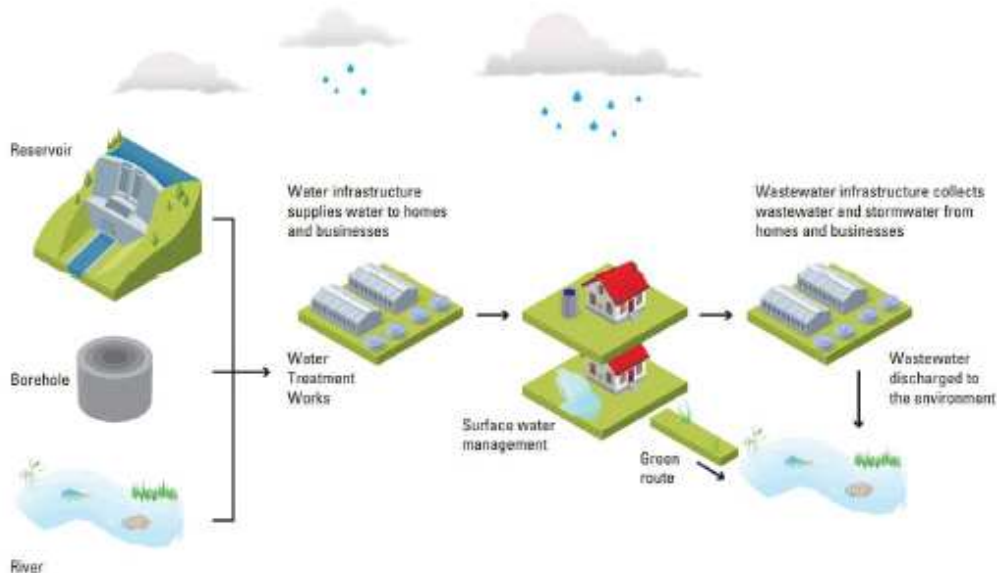 Reservoir
Water infrastructure
supplies water to homes
and businesses
Wastewater infrastructure collects
wastewater and stormwater from
homes and businesses
Borehole
Water
Treatment
Works
Surface water
management
Green
route
Wastewater
discharged to
the environment
River